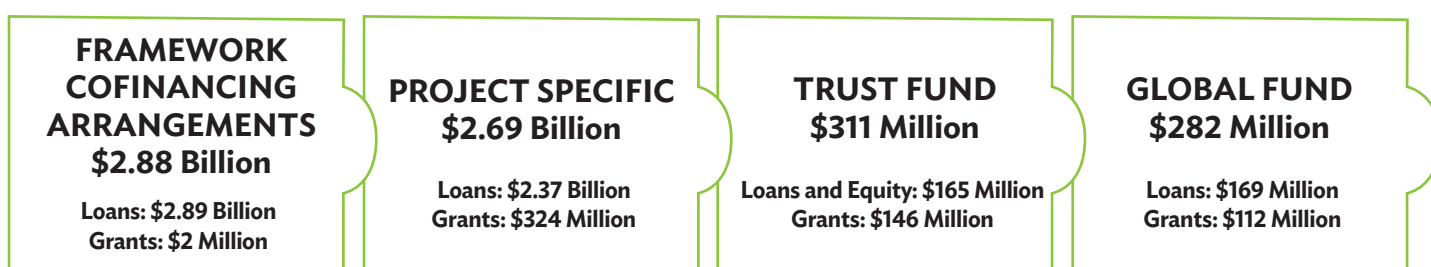 FRAMEWORK
COFINANCING
ARRANGEMENTS
$2.88 Billion
Loans: $2.89 Billion
Grants: $2 Million
PROJECT SPECIFIC
$2.69 Billion
Loans: $2.37 Billion
Grants: $324 Million
TRUST FUND
$311 Million
Loans and Equity: $165 Million
Grants: $146 Million
GLOBAL FUND
$282 Million
Loans: $169 Million
Grants: $112 Million